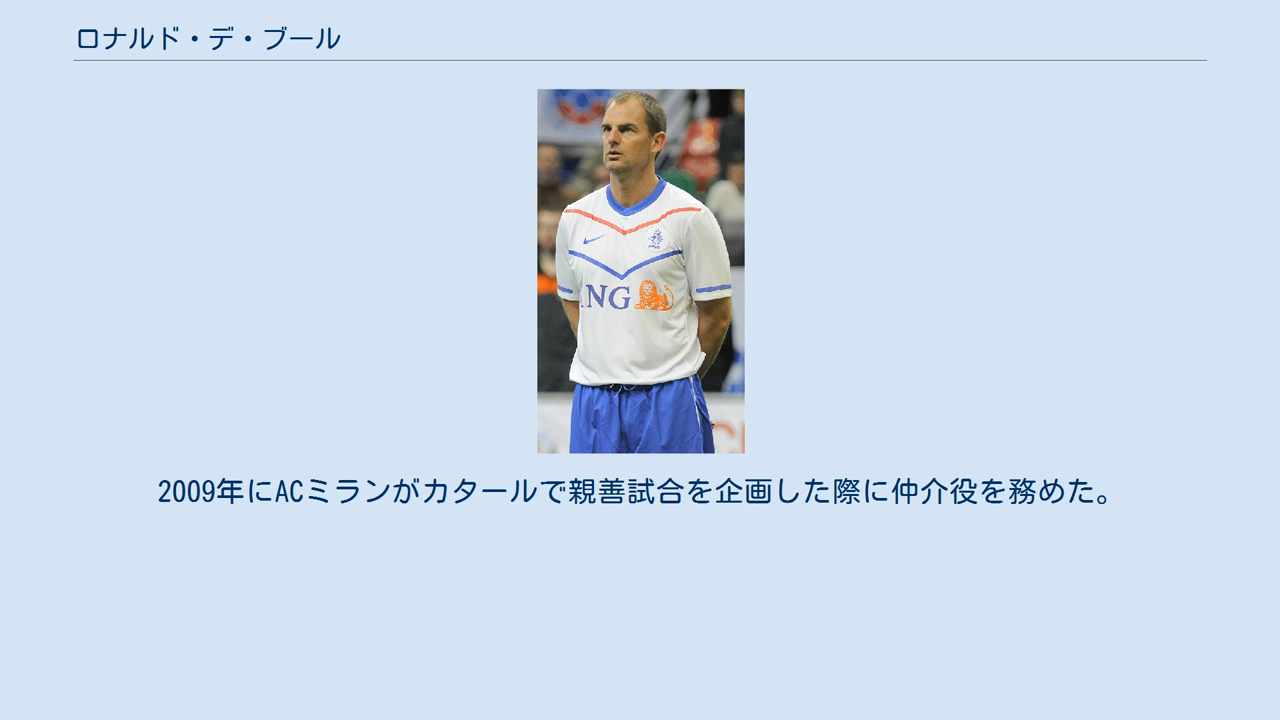 ロナルド・デ・ブール
ING
2009年にACミランがカタールで親善試合を企画した際に仲介役を務めた。